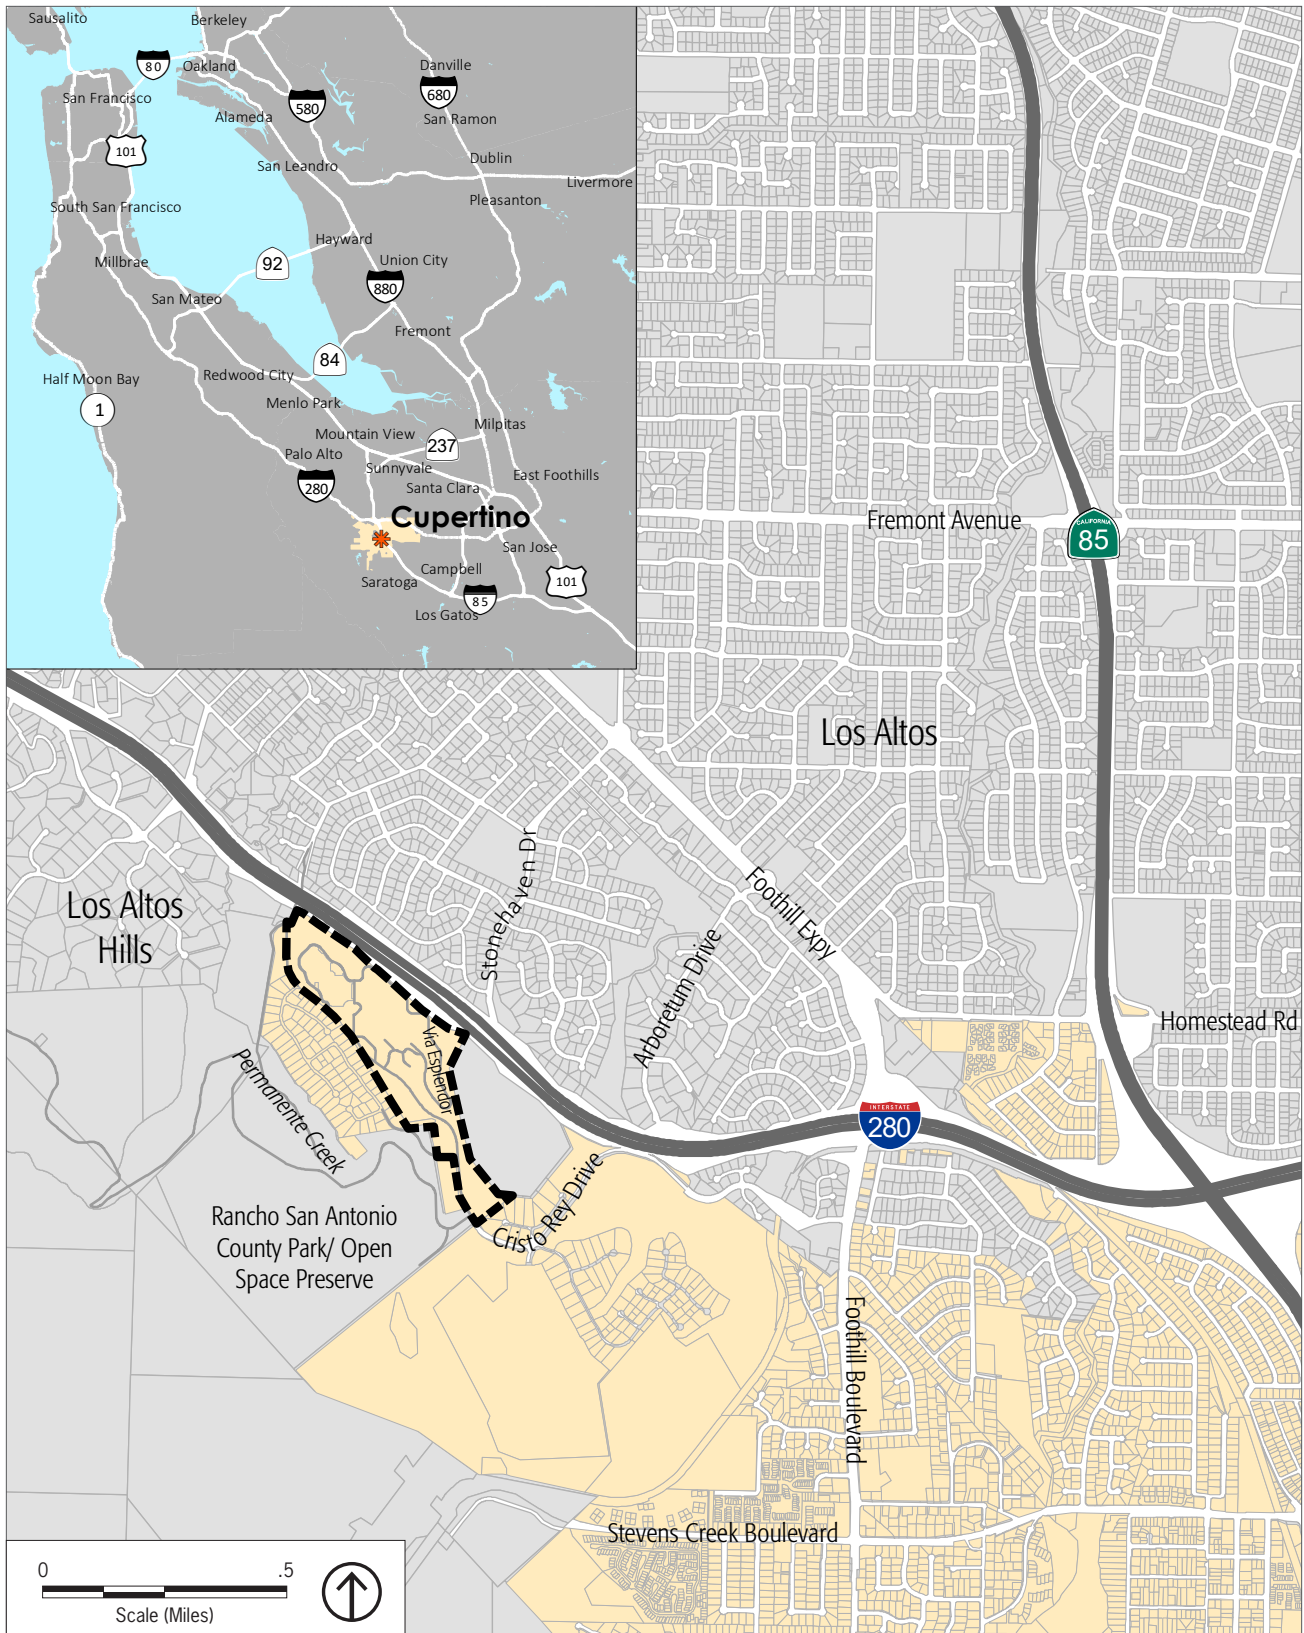 Sausalito
Berkeley
80
Oakland
Danville
San Francisco
580
680
Alameda
San Ramon
101
San Leandro
Dublin
Livermore
Pleasanton
South San Francisco
Hayward
Millbrae
92
Union City
880
San Mateo
Fremont
84
Half Moon Bay
Redwood City
1
Menlo Park
Mountain View
Milpitas
237
Palo Alto
Sunnyvale
280
Santa Clara
East Foothills
Cupertino
San Jose
Campbell
Saratoga
101
85
Los Gatos
Fremont Avenue
CALIFORNIA
85
Los Altos
Stonehaven Dr
Foothill Expy
Los Altos
Hills
Arboretum Drive
Homestead Rd
Via Esplendor
Permanente Creek
INTERSTATE
280
Cristo Rey Drive
Rancho San Antonio
County Park/ Open
Space Preserve
Foothill Boulevard
Stevens Creek Boulevard
0 .5
Scale (Miles)